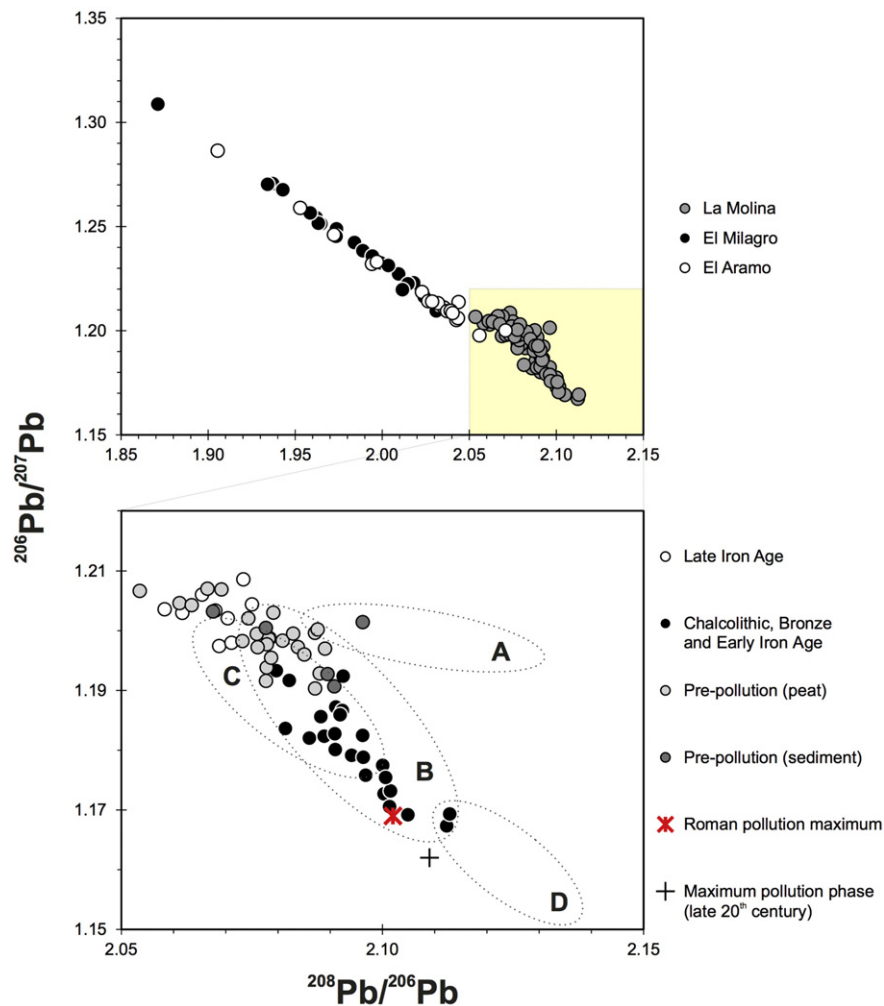 1.35
1.30
1.25
1.20
1.15
1.85
1.90
1.95
2.00
2.05
2.10
2.15
La Molina
El Milagro
El Aramo
206Pb/207Pb
1.21
1.19
1.17
1.15
2.05
2.10
2.15
A
C
B
D
208Pb/206Pb
Late Iron Age
Chalcolithic, Bronze
and Early Iron Age
Pre-pollution (peat)
Pre-pollution (sediment)
Roman pollution maximum
Maximum pollution phase
(late 20th century)